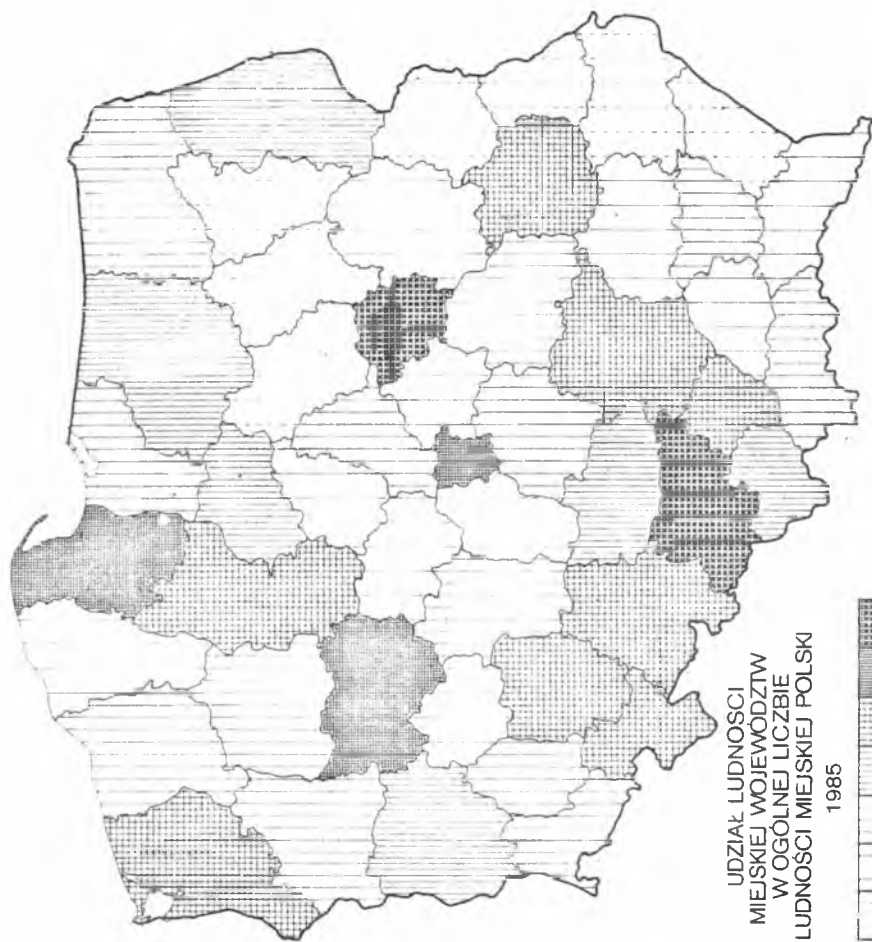 UDZIAŁ LUDNOŚCI
MIEJSKIEJ WOJEWÓDZTW
W OGÓLNEJ LICZBIE
LUDNOŚCI MIEJSKIEJ POLSKI
1985